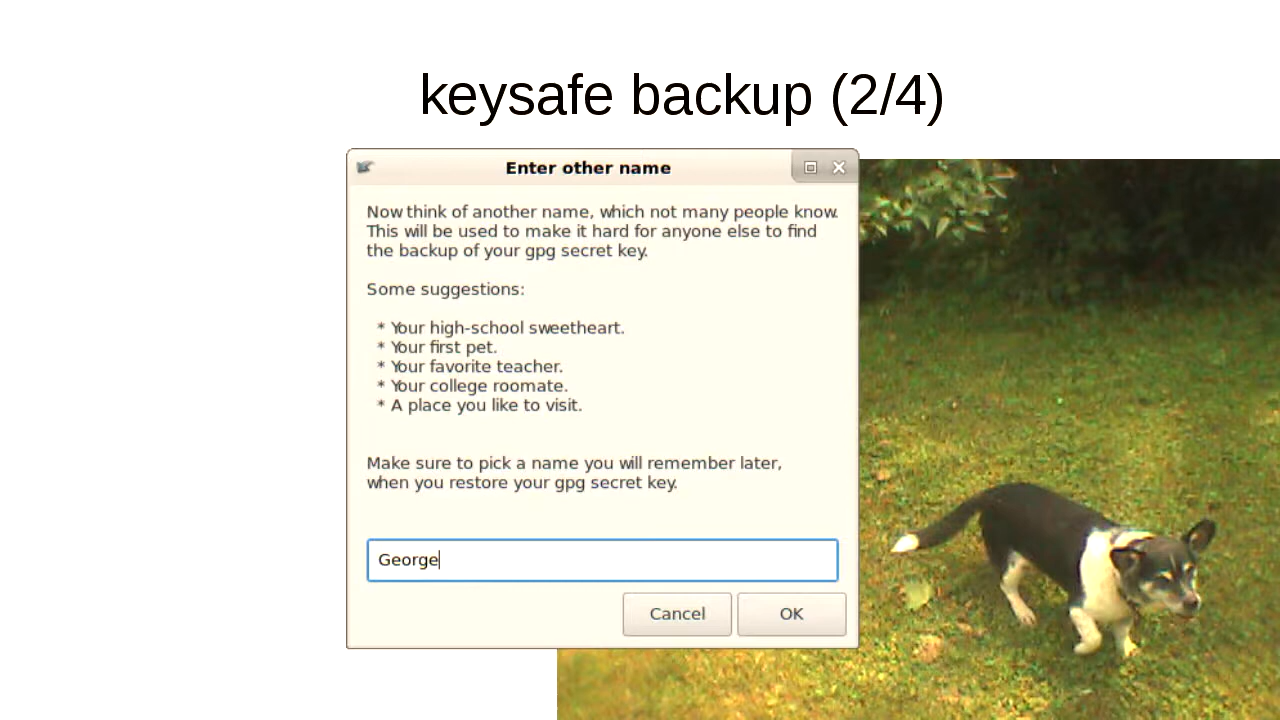 keysafe backup (2/4)
Enter other name
Now think of another name, which not many people know.
This will be used to make it hard for anyone else to find
the backup of your gpg secret key.
Some suggestions:
* Your high-school sweetheart.
* Your first pet.
* Your favorite teacher.
* Your college roomate.
* A place you like to visit.
Make sure to pick a name you will remember later,
when you restore your gpg secret key.
George
Cancel OK